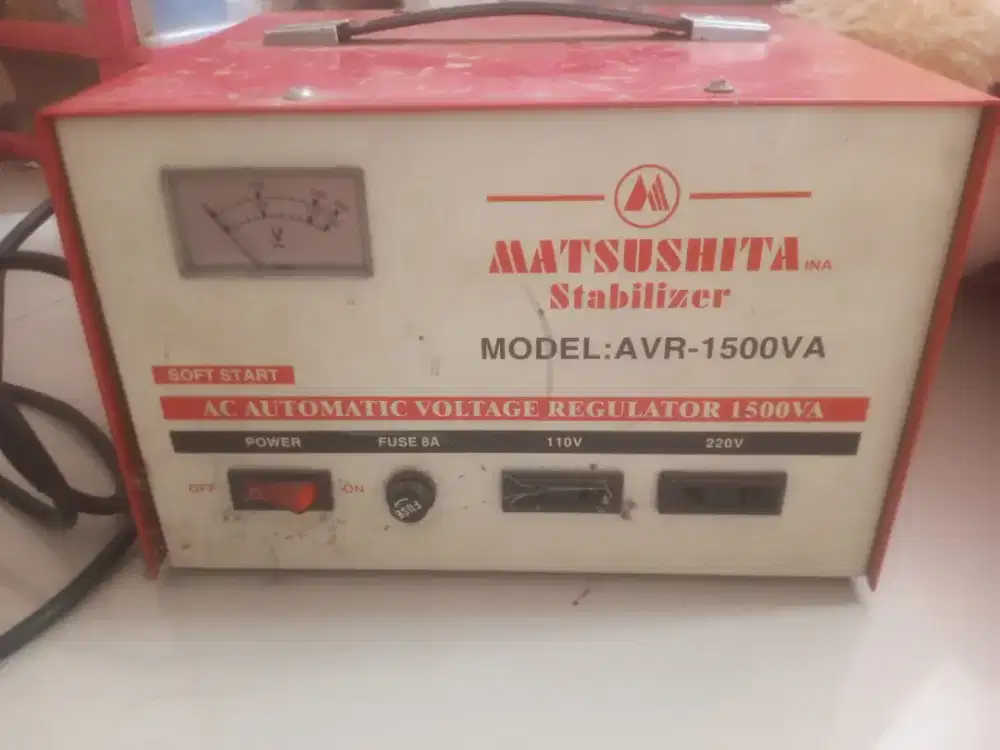 V
MATSUSHITA INA
Stabilizer
MODEL:AVR-1500VA
SOFT START
AC AUTOMATIC VOLTAGE REGULATOR 1500VA
POWER FUSE 8A 110V 220V
OFF ON
FUSE